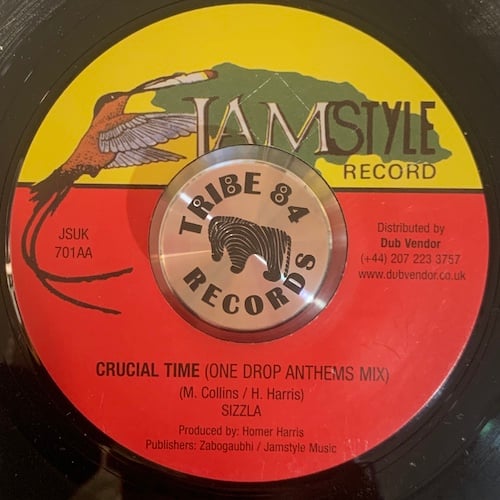 JAMSTYLE
RECORD
JSUK
701AA
TRIBE 84
RECORDS
Distributed by
Dub Vendor
(+44) 207 223 3757
www.dubvendor.co.uk
CRUCIAL TIME (ONE DROP ANTHEMS MIX)
(M. Collins / H. Harris)
SIZZLA
Produced by: Homer Harris
Publishers: Zabogaubhi / Jamstyle Music